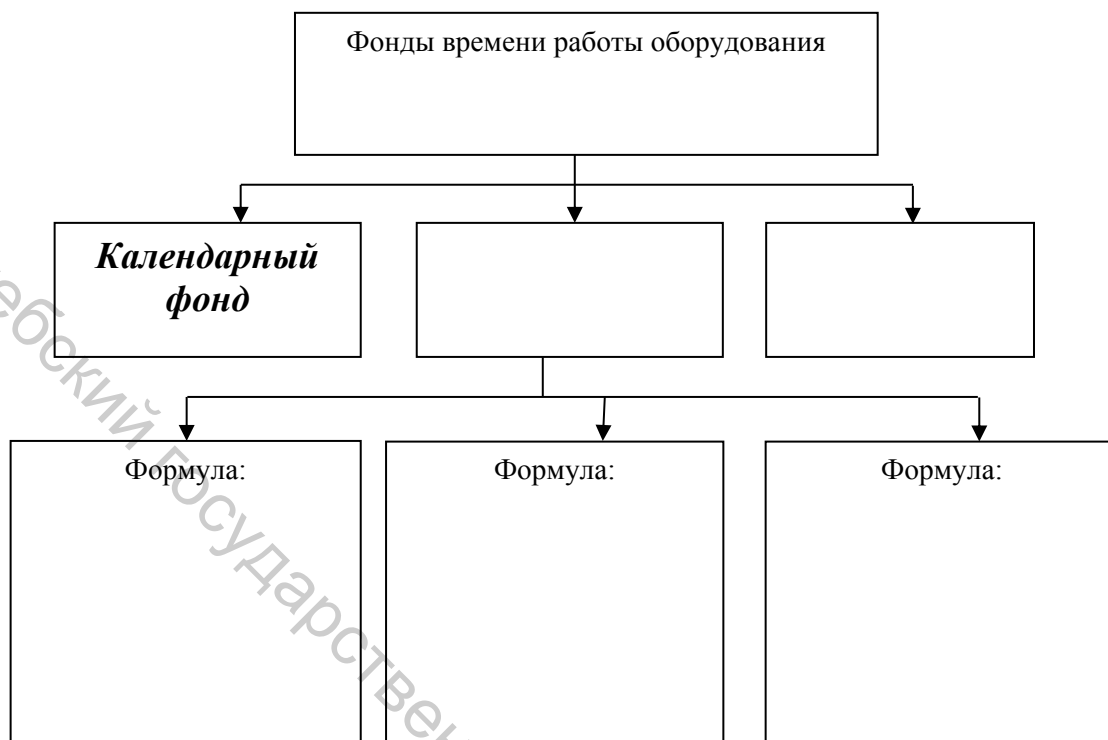 Фонды времени работы оборудования
Календарный
фонд
Формула:
Формула:
Формула: